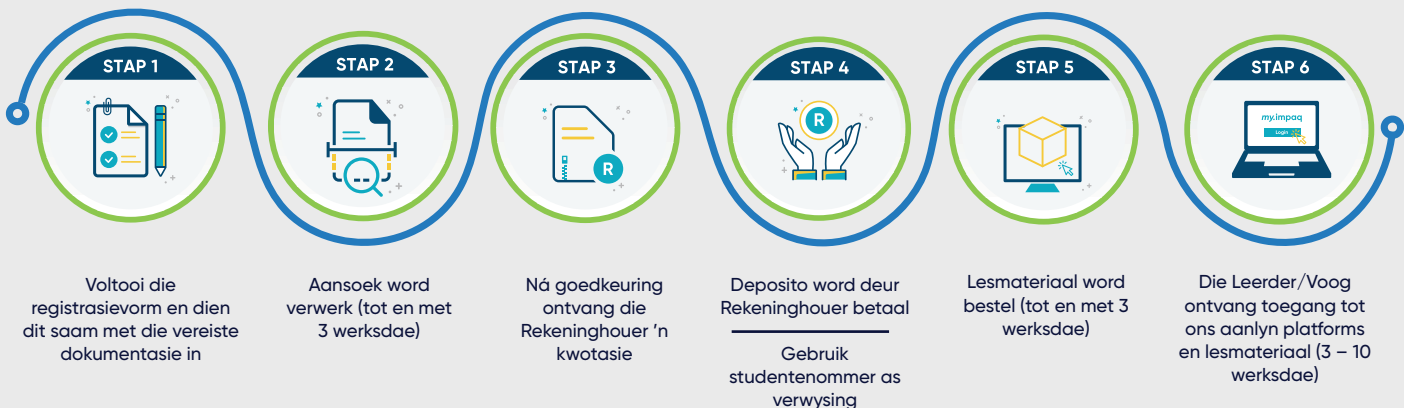 STAP 1
Voltooi die
registrasievorm en dien
dit saam met die vereiste
dokumentasie in
STAP 2
Aansoek word
verwerk (tot en met
3 werksdae)
STAP 3
R
Ná goedkeuring
ontvang die
Rekeninghouer 'n
kwotasie
STAP 4
R
Deposito word deur
Rekeninghouer betaal
Gebruik
studentenommer as
verwysing
STAP 5
Lesmateriaal word
bestel (tot en met 3
werksdae)
STAP 6
my.impaq
Login
Die Leerder/Voog
ontvang toegang tot
ons aanlyn platforms
en lesmateriaal (3 – 10
werksdae)